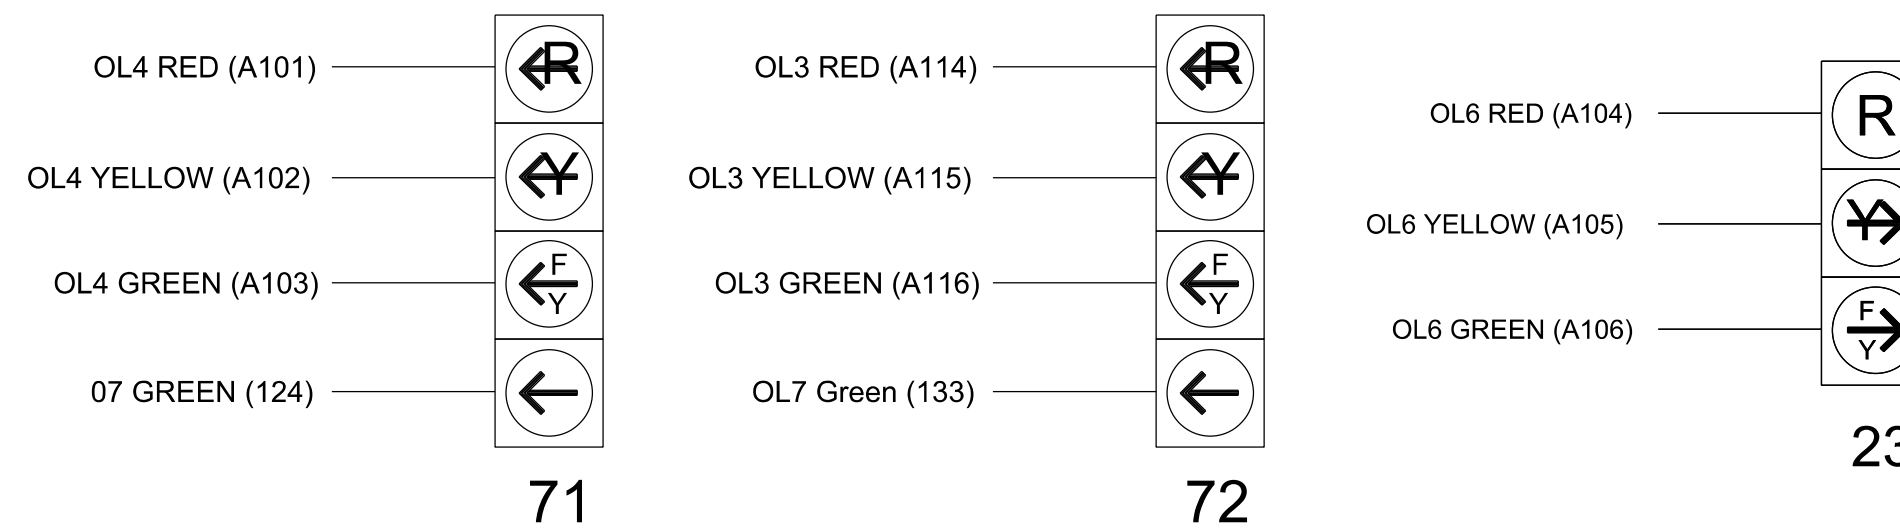 OL4 RED (A101)
R
OL4 YELLOW (A102)
Y
OL4 GREEN (A103)
F
Y
07 GREEN (124)
71
OL3 RED (A114)
R
OL3 YELLOW (A115)
Y
OL3 GREEN (A116)
F
Y
OL7 Green (133)
72
OL6 RED (A104)
R
OL6 YELLOW (A105)
Y
OL6 GREEN (A106)
F
Y
23